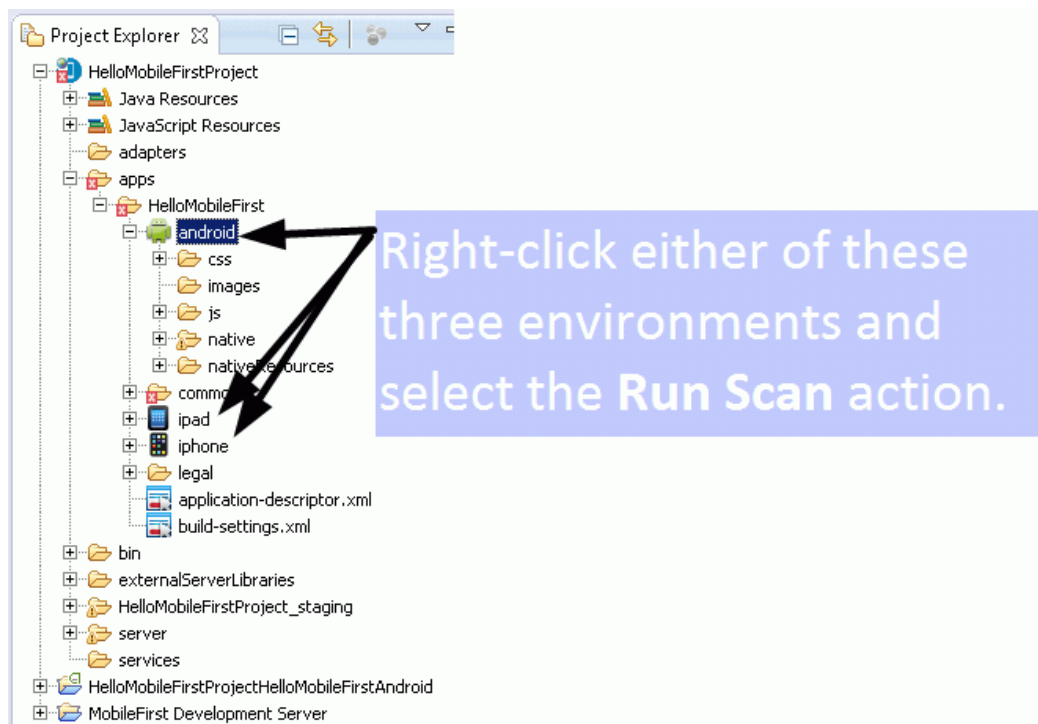 Project Explorer
HelloMobileFirstProject
Java Resources
JavaScript Resources
adapters
apps
HelloMobileFirst
android
css
images
js
native
nativeResources
ipad
iphone
legal
application-descriptor.xml
build-settings.xml
bin
externalServerLibraries
HelloMobileFirstProject_staging
server
services
HelloMobileFirstProjectHelloMobileFirstAndroid
MobileFirst Development Server
Right-click either of these
three environments and
select the Run Scan action.